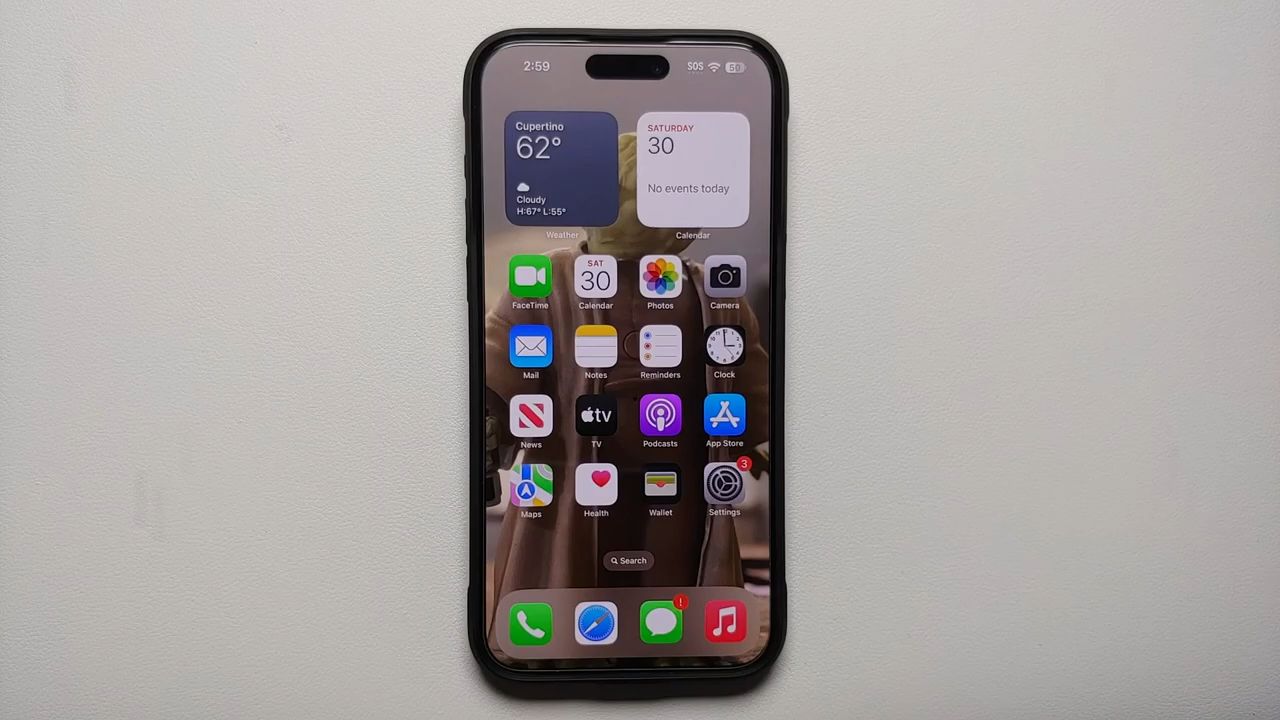 2:59
SOS
50
Cupertino
62°
Cloudy
H:67° L:55°
Weather
SATURDAY
30
No events today
Calendar
FaceTime
SAT
30
Calendar
Photos
Camera
Mail
Notes
Reminders
Clock
News
tv
TV
Podcasts
App Store
Maps
Health
Wallet
3
Settings
Search
!